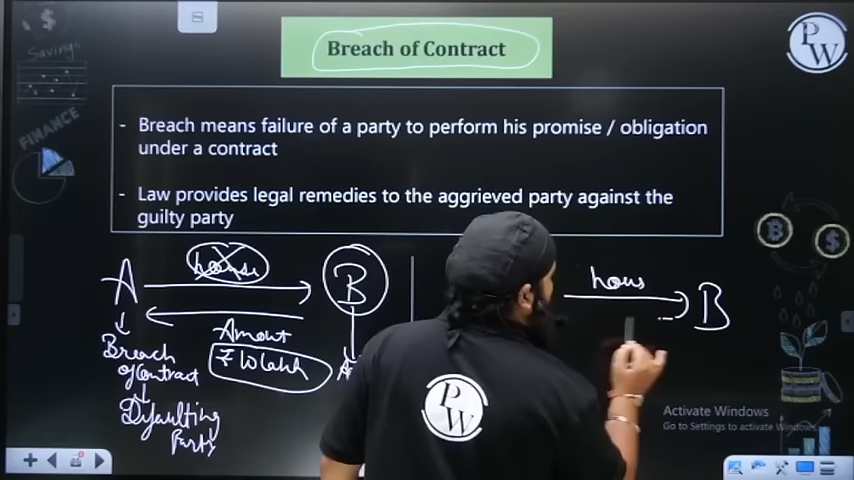 Savings
FINANCE
Breach of Contract
PW
- Breach means failure of a party to perform his promise / obligation
under a contract
- Law provides legal remedies to the aggrieved party against the
guilty party
A
house
B
hous
B
Amount
₹ 10 Lakh
Breach
of Contract
Defaulting
Party
PW
Activate Windows
Go to Settings to activate Windows.